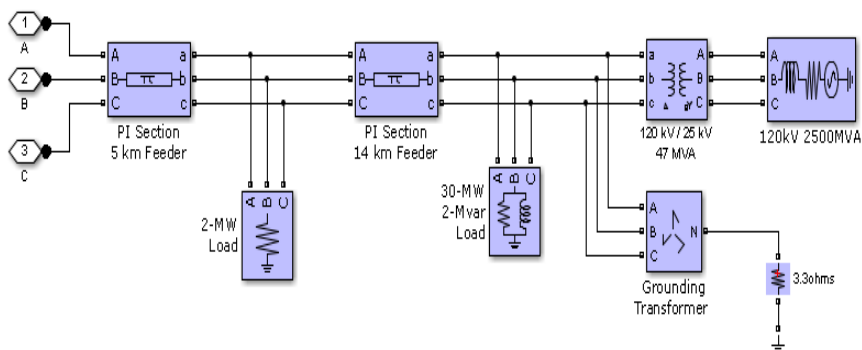 1
A
2
B
3
C
A a
B b
C c
PI Section
5 km Feeder
A B C
2-MW
Load
A a
B b
C c
PI Section
14 km Feeder
A B C
30-MW
2-Mvar
Load
a A
b B
c C
120 kV / 25 kV
47 MVA
A
B
C
120kV 2500MVA
A
B
C
N
Grounding
Transformer
3.3ohms